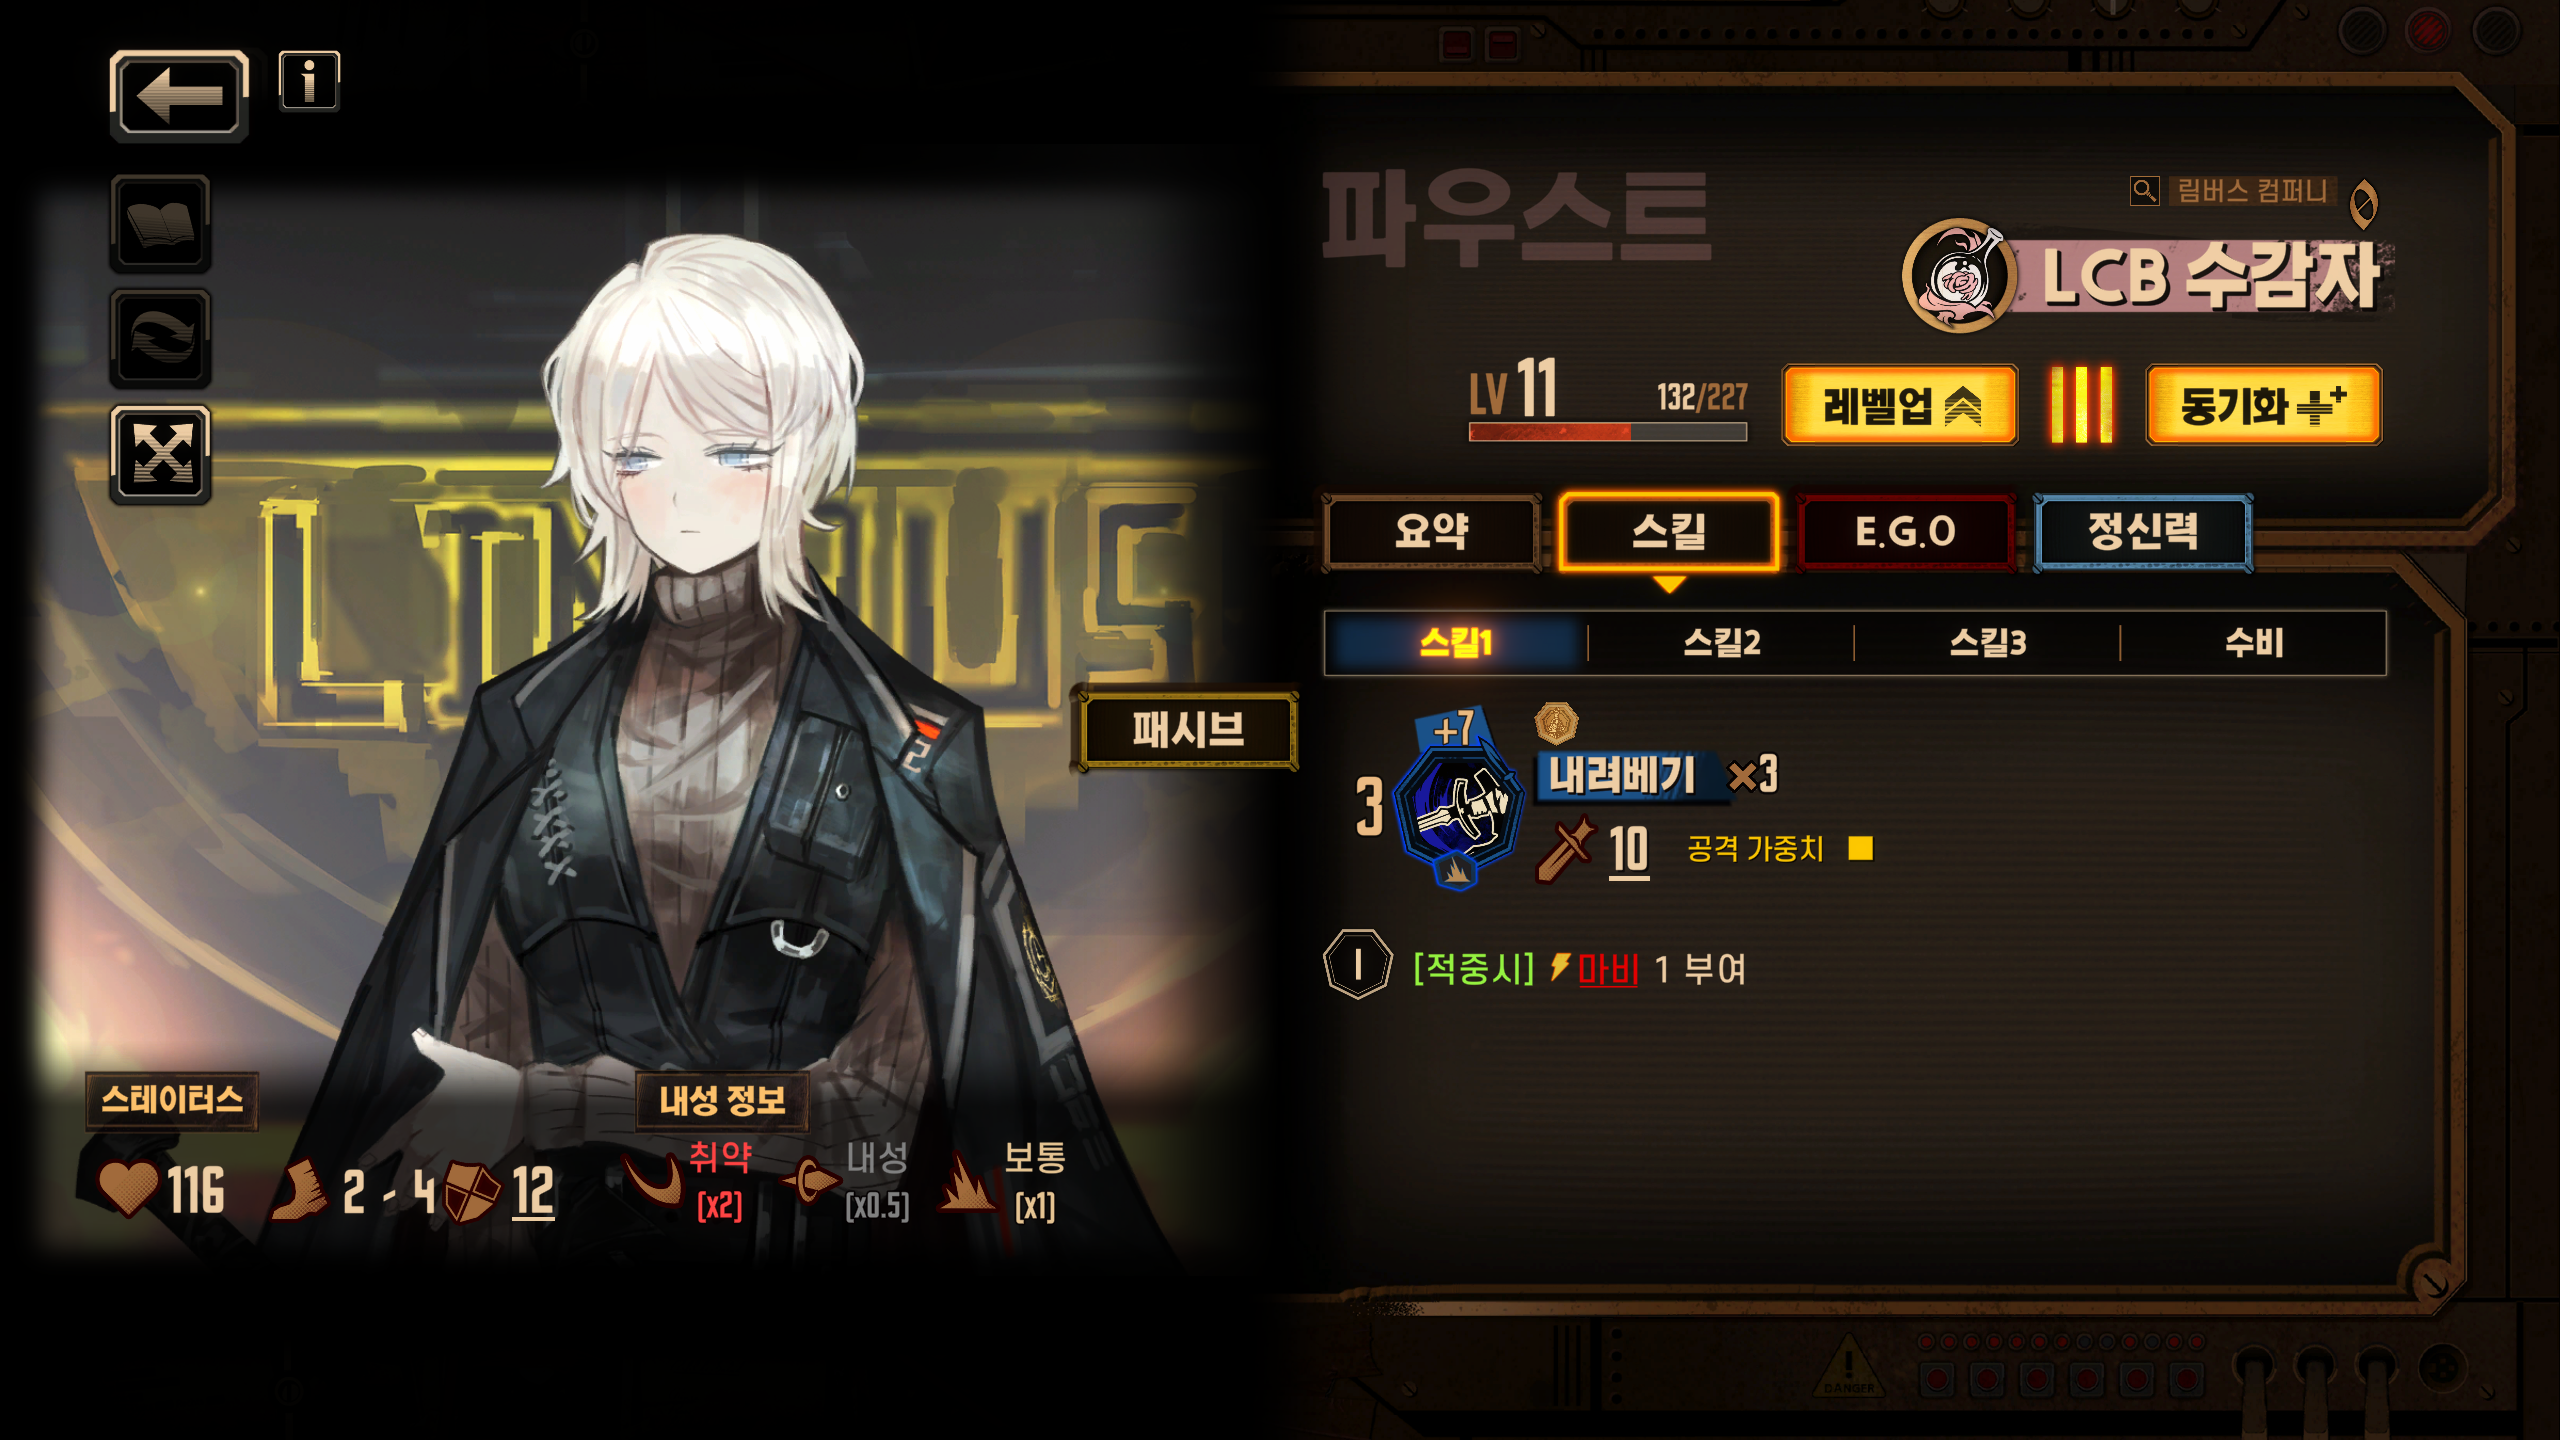 파우스트
림버스 컴퍼니
LCB 수감자
LV 11
132/227
레벨업
동기화
요약
스킬
E.G.O
정신력
스킬1
스킬2
스킬3
수비
패시브
+7
3
내려베기 ×3
10
공격 가중치
I
[적중시] 마비 1 부여
2
스테이터스
116
2 - 4
12
내성 정보
취약
[x2]
내성
[x0.5]
보통
[x1]
DANGER